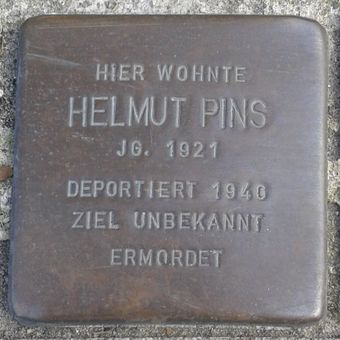 HIER WOHNTE
HELMUT PINS
JG. 1921
DEPORTIERT 1940
ZIEL UNBEKANNT
ERMORDET